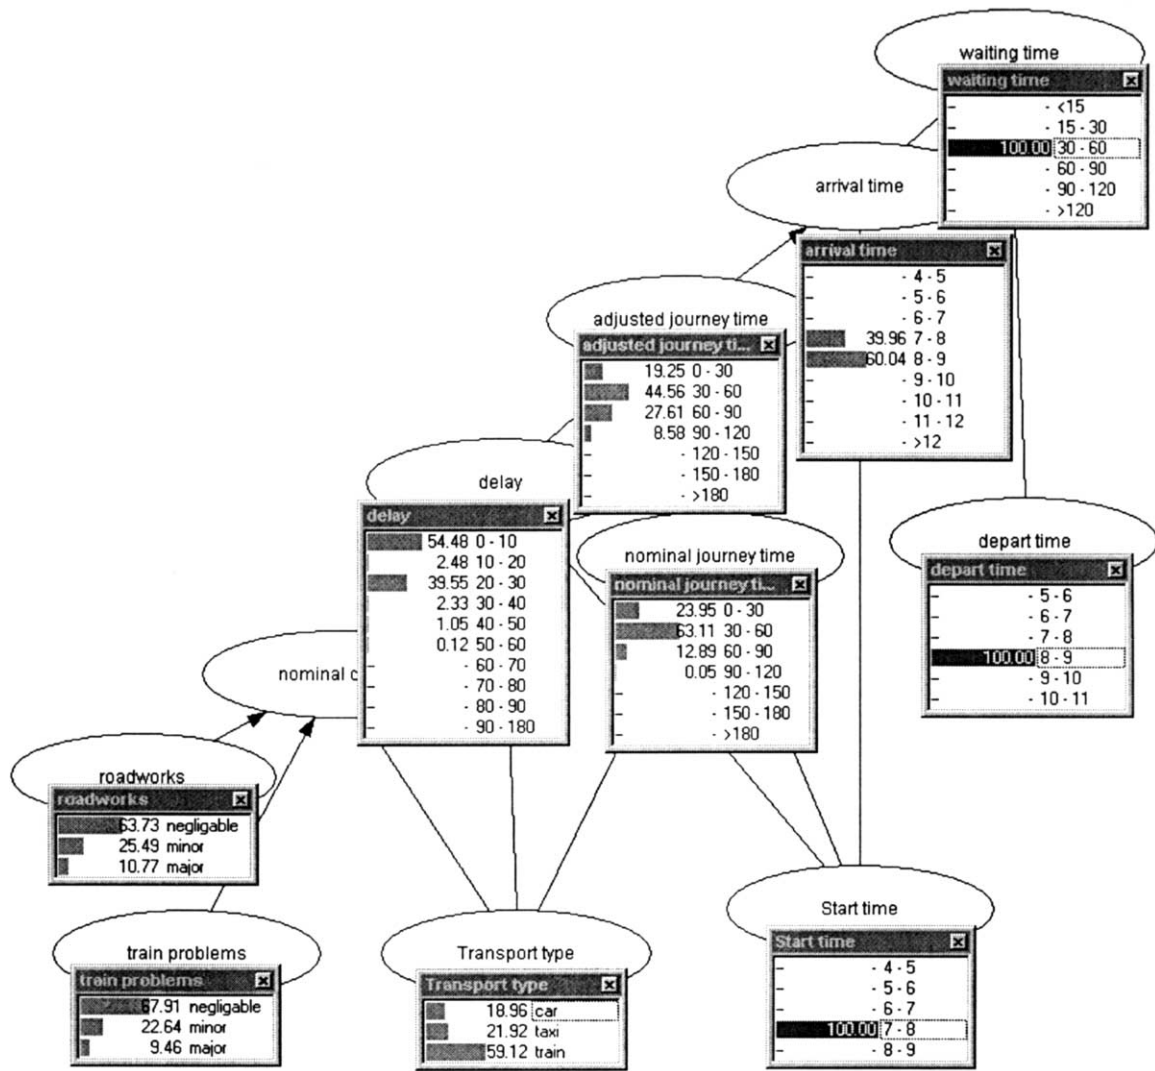 waiting time
waiting time
- - <15
- - 15 - 30
100.00 30 - 60
- - 60 - 90
- - 90 - 120
- - >120
arrival time
arrival time
- - 4 - 5
- - 5 - 6
- - 6 - 7
39.96 7 - 8
60.04 8 - 9
- - 9 - 10
- - 10 - 11
- - 11 - 12
- - >12
adjusted journey time
adjusted journey ti...
19.25 0 - 30
44.56 30 - 60
27.61 60 - 90
8.58 90 - 120
- - 120 - 150
- - 150 - 180
- - >180
delay
delay
54.48 0 - 10
2.48 10 - 20
39.55 20 - 30
2.33 30 - 40
1.05 40 - 50
0.12 50 - 60
- - 60 - 70
- - 70 - 80
- - 80 - 90
- - 90 - 180
nominal journey time
nominal journey ti...
23.95 0 - 30
63.11 30 - 60
12.89 60 - 90
0.05 90 - 120
- - 120 - 150
- - 150 - 180
- - >180
depart time
depart time
- - 5 - 6
- - 6 - 7
- - 7 - 8
100.00 8 - 9
- - 9 - 10
- - 10 - 11
nominal
roadworks
roadworks
63.73 negligable
25.49 minor
10.77 major
train problems
train problems
67.91 negligable
22.64 minor
9.46 major
Transport type
Transport type
18.96 car
21.92 taxi
59.12 train
Start time
Start time
- - 4 - 5
- - 5 - 6
- - 6 - 7
100.00 7 - 8
- - 8 - 9